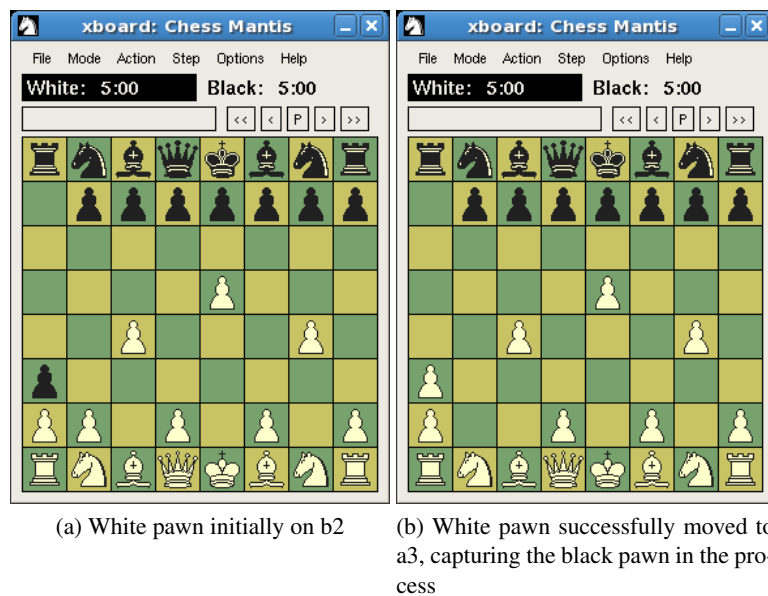 xboard: Chess Mantis
File Mode Action Step Options Help
White: 5:00 Black: 5:00
<< < P > >>
(a) White pawn initially on b2
xboard: Chess Mantis
File Mode Action Step Options Help
White: 5:00 Black: 5:00
<< < P > >>
(b) White pawn successfully moved to
a3, capturing the black pawn in the pro-
cess